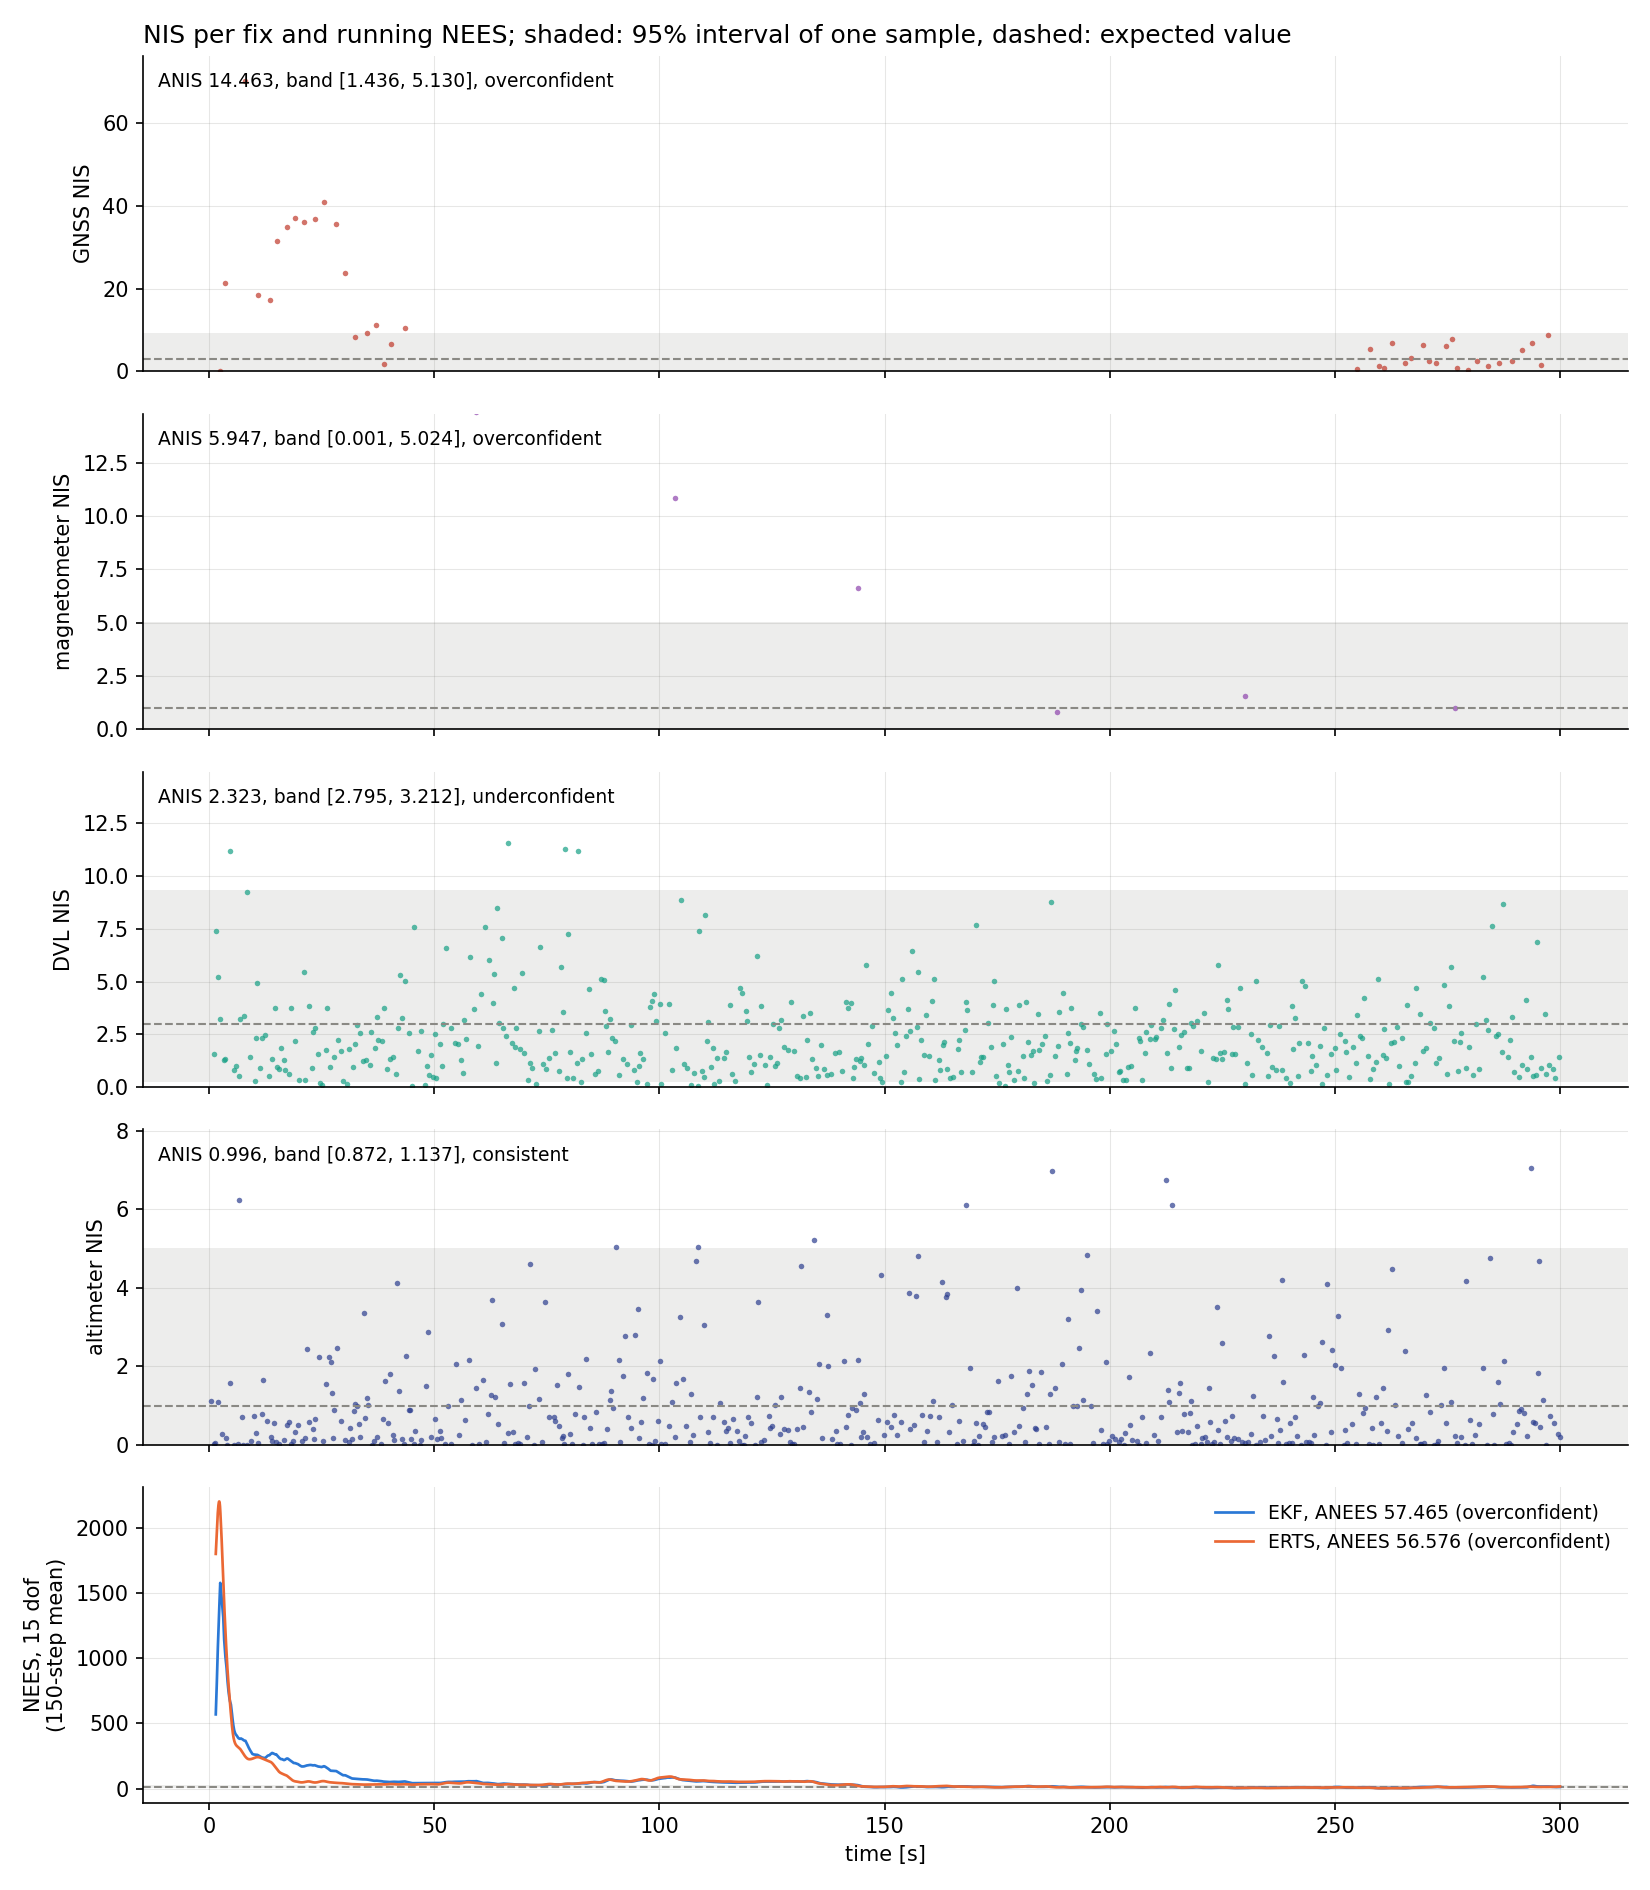 NIS per fix and running NEES; shaded: 95% interval of one sample, dashed: expected value
ANIS 14.463, band [1.436, 5.130], overconfident
GNSS NIS
60
40
20
0
ANIS 5.947, band [0.001, 5.024], overconfident
magnetometer NIS
12.5
10.0
7.5
5.0
2.5
0.0
ANIS 2.323, band [2.795, 3.212], underconfident
DVL NIS
12.5
10.0
7.5
5.0
2.5
0.0
ANIS 0.996, band [0.872, 1.137], consistent
altimeter NIS
8
6
4
2
0
EKF, ANEES 57.465 (overconfident)
ERTS, ANEES 56.576 (overconfident)
NEES, 15 dof
(150-step mean)
2000
1500
1000
500
0
0 50 100 150 200 250 300
time [s]